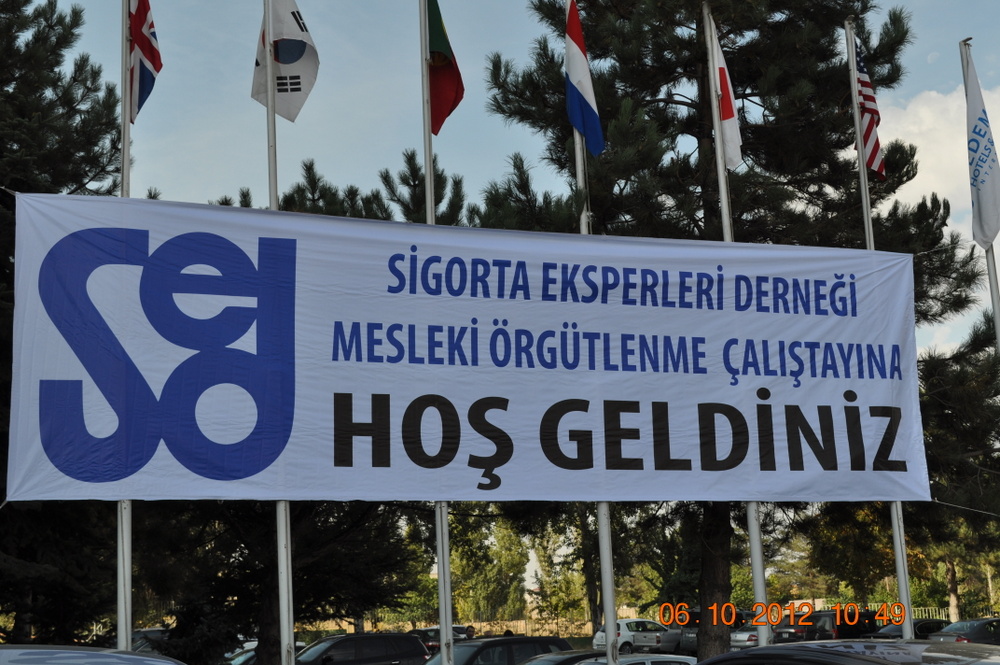 sed
SİGORTA EKSPERLERİ DERNEĞİ
MESLEKİ ÖRGÜTLENME ÇALIŞTAYINA
HOŞ GELDİNİZ
06.10.2012 10:49